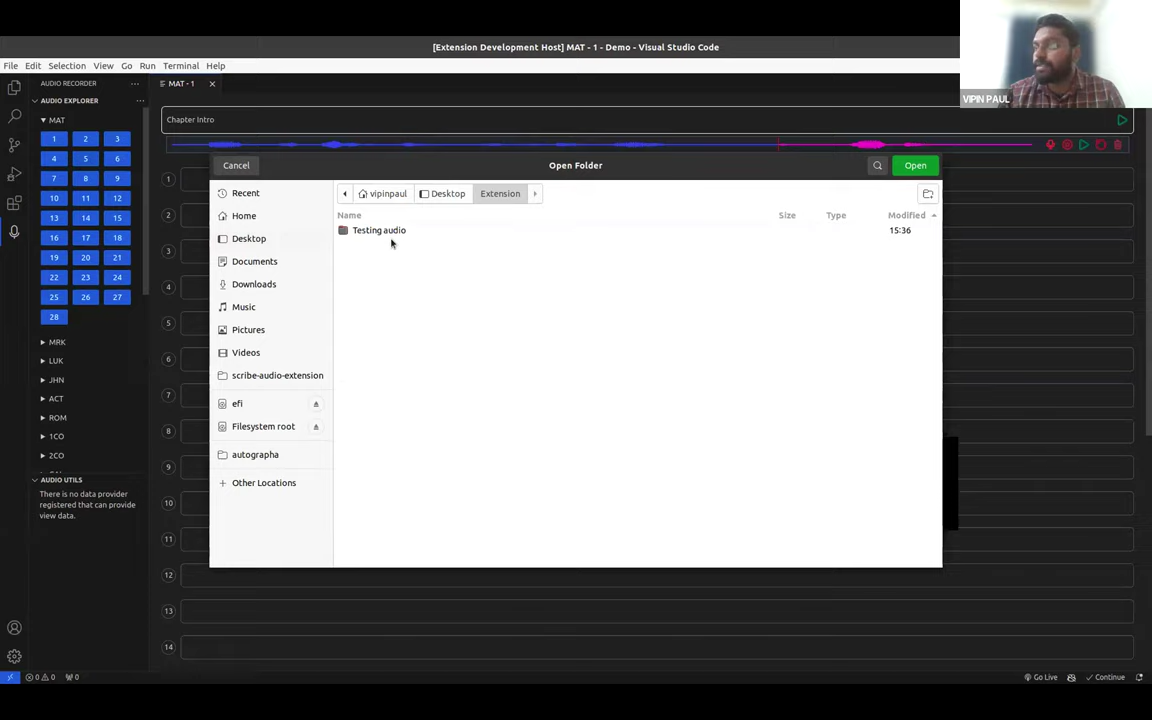 [Extension Development Host] MAT - 1 - Demo - Visual Studio Code
VIPIN PAUL
File Edit Selection View Go Run Terminal Help
AUDIO RECORDER
MAT - 1
AUDIO EXPLORER
MAT
1 2 3
4 5 6
7 8 9
10 11 12
13 14 15
16 17 18
19 20 21
22 23 24
25 26 27
28
MRK
LUK
JHN
ACT
ROM
1CO
2CO
AUDIO UTILS
There is no data provider
registered that can provide
view data.
Chapter Intro
1
2
3
4
5
6
7
8
9
10
11
12
13
14
Cancel Open Folder Open
Recent
Home
Desktop
Documents
Downloads
Music
Pictures
Videos
scribe-audio-extension
efi
Filesystem root
autographa
Other Locations
vipinpaul Desktop Extension
Name Size Type Modified
Testing audio 15:36
0 0 0 Go Live Continue